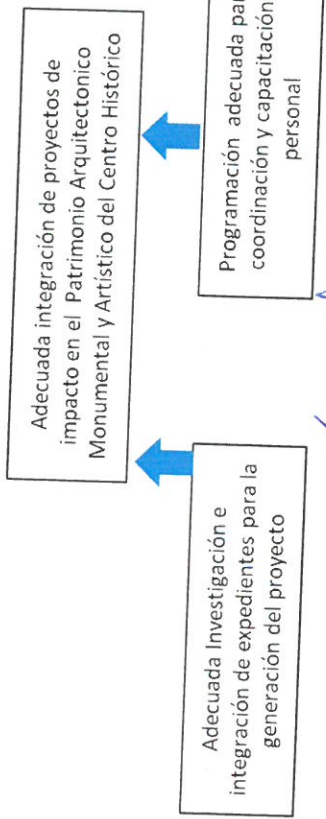 Adecuada integración de proyectos de
impacto en el Patrimonio Arquitectonico
Monumental y Artístico del Centro Histórico
Adecuada Investigación e
integración de expedientes para la
generación del proyecto
Programación adecuada
coordinación y capacitación
personal